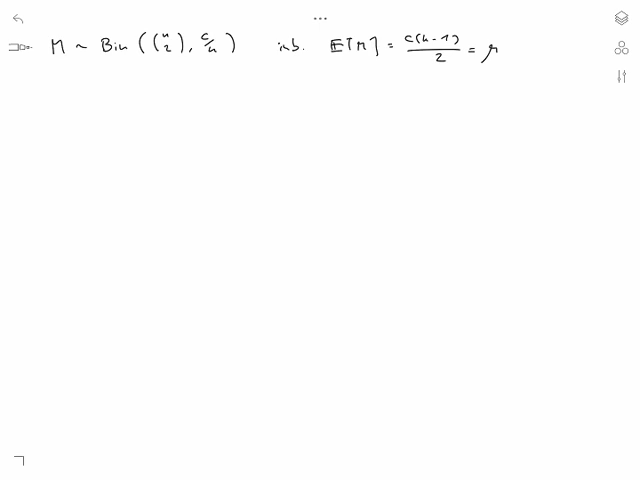 M ~ Bin ( (n 2), c/n ) insb. E[M] = c(n-1)/2 = μ